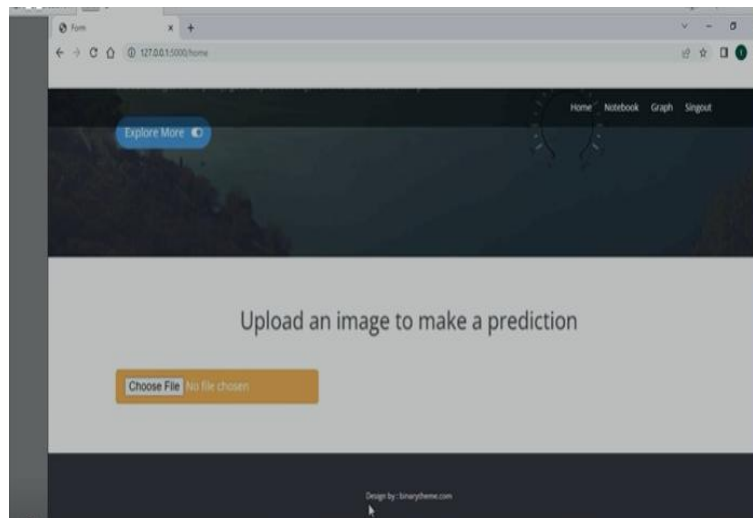 Form
127.0.0.1:5000/home
Home Notebook Graph Singout
Explore More
Upload an image to make a prediction
Choose File No file chosen
Design by : binarytheme.com